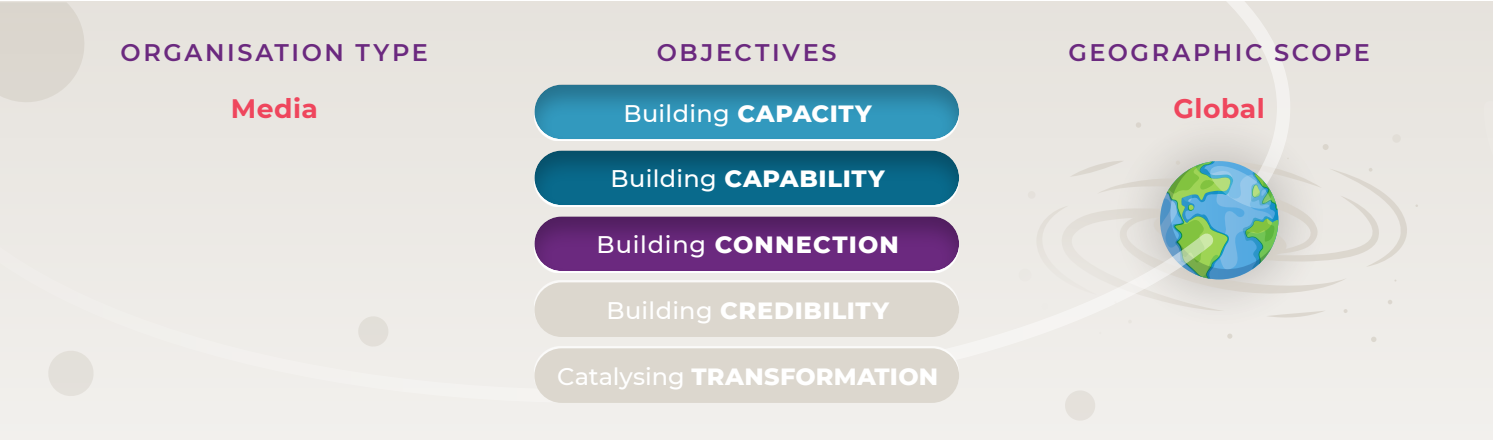 ORGANISATION TYPE
Media
OBJECTIVES
Building CAPACITY
Building CAPABILITY
Building CONNECTION
Building CREDIBILITY
Catalysing TRANSFORMATION
GEOGRAPHIC SCOPE
Global